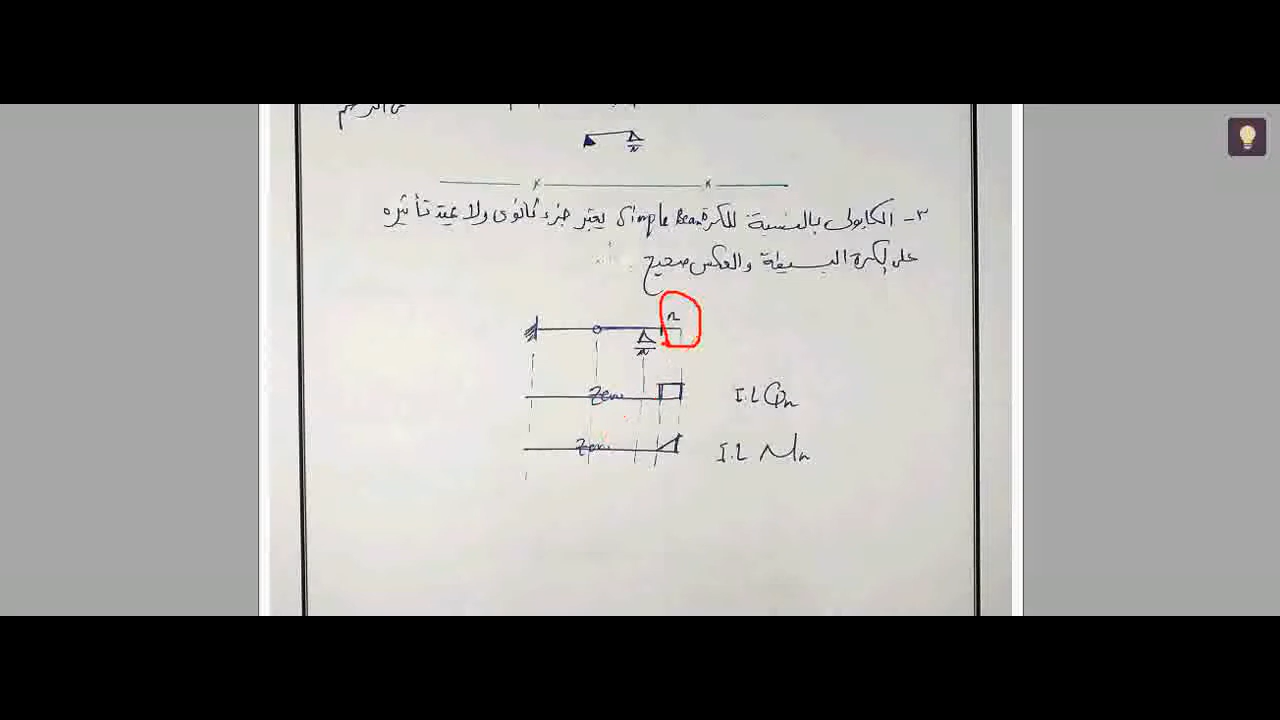 ٣- الكابولى بالنسبة للكمرة Simple Beam يعتبر جزء ثانوى ولا يمتد تأثيره
على الكمرة البسيطة والعكس صحيح
n
Zero
I.L Qn
Zero
I.L Mn